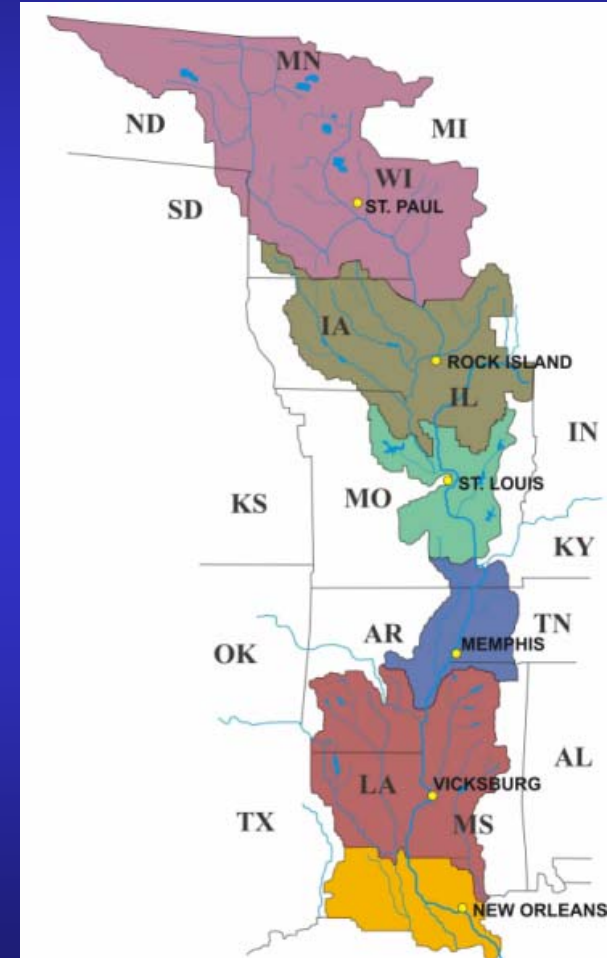 MN
ND
MI
WI
SD
ST. PAUL
IA
ROCK ISLAND
IL
IN
ST. LOUIS
MO
KS
KY
AR
TN
MEMPHIS
OK
AL
LA
VICKSBURG
TX
MS
NEW ORLEANS